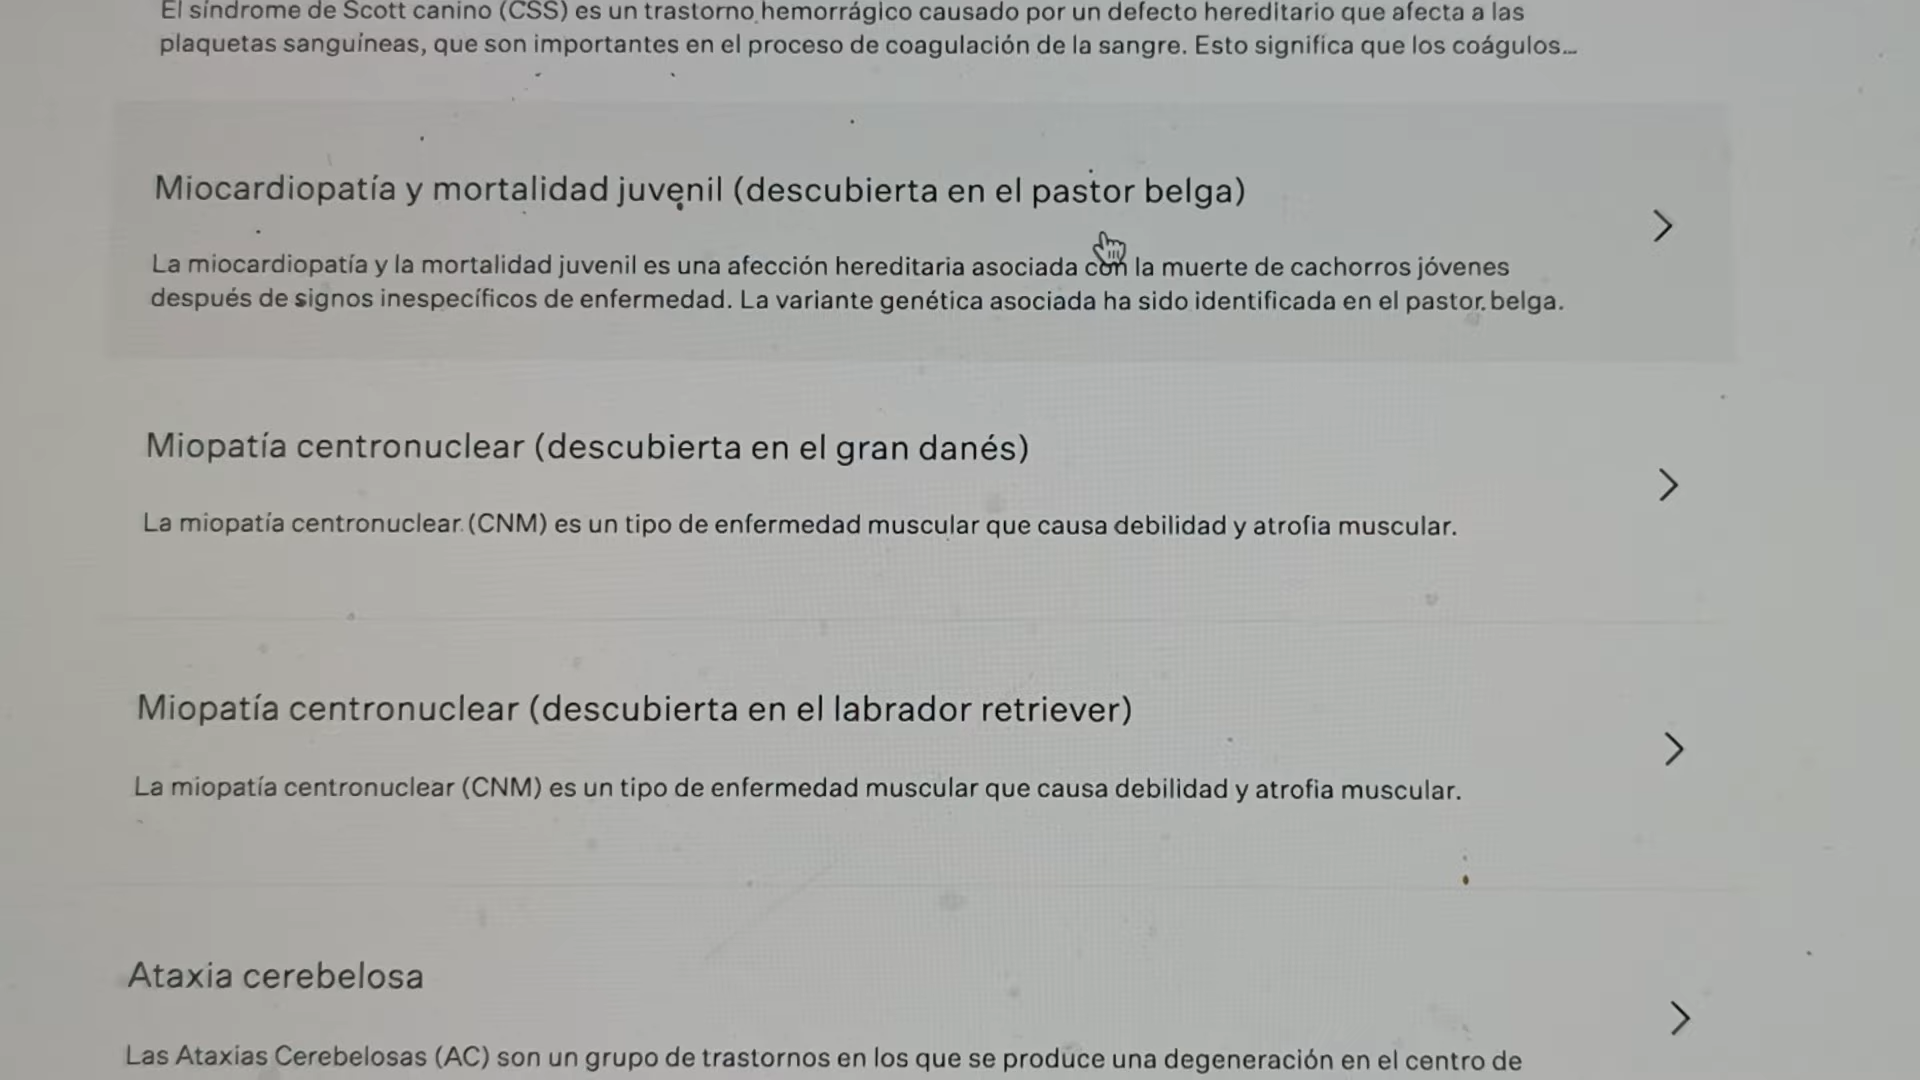 El síndrome de Scott canino (CSS) es un trastorno hemorrágico causado por un defecto hereditario que afecta a las
plaquetas sanguíneas, que son importantes en el proceso de coagulación de la sangre. Esto significa que los coágulos...
Miocardiopatía y mortalidad juvenil (descubierta en el pastor belga)
La miocardiopatía y la mortalidad juvenil es una afección hereditaria asociada con la muerte de cachorros jóvenes
después de signos inespecíficos de enfermedad. La variante genética asociada ha sido identificada en el pastor belga.
Miopatía centronuclear (descubierta en el gran danés)
La miopatía centronuclear (CNM) es un tipo de enfermedad muscular que causa debilidad y atrofia muscular.
Miopatía centronuclear (descubierta en el labrador retriever)
La miopatía centronuclear (CNM) es un tipo de enfermedad muscular que causa debilidad y atrofia muscular.
Ataxia cerebelosa
Las Ataxias Cerebelosas (AC) son un grupo de trastornos en los que se produce una degeneración en el centro de